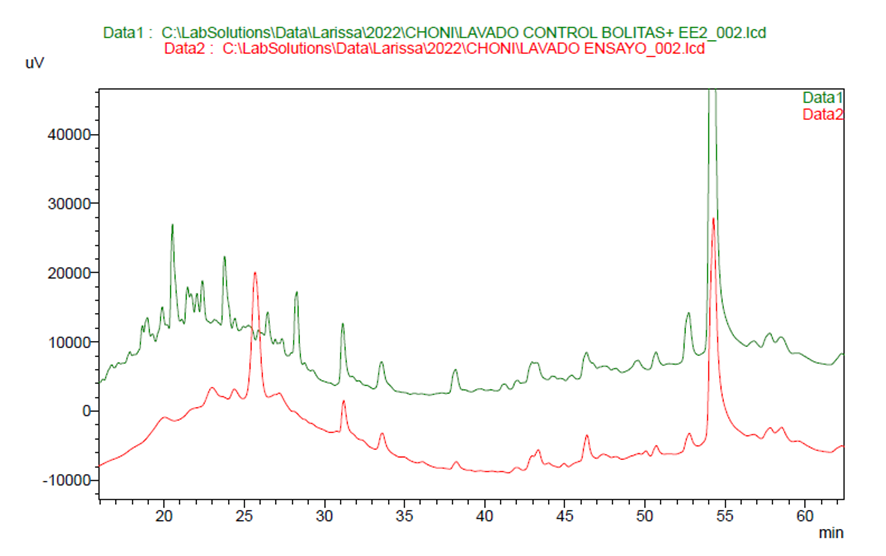 Data1 : C:\LabSolutions\Data\Larissa\2022\CHONI\LAVADO CONTROL BOLITAS+ EE2_002.lcd
Data2 : C:\LabSolutions\Data\Larissa\2022\CHONI\LAVADO ENSAYO_002.lcd
uV
Data1
Data2
40000
30000
20000
10000
0
-10000
20 25 30 35 40 45 50 55 60
min